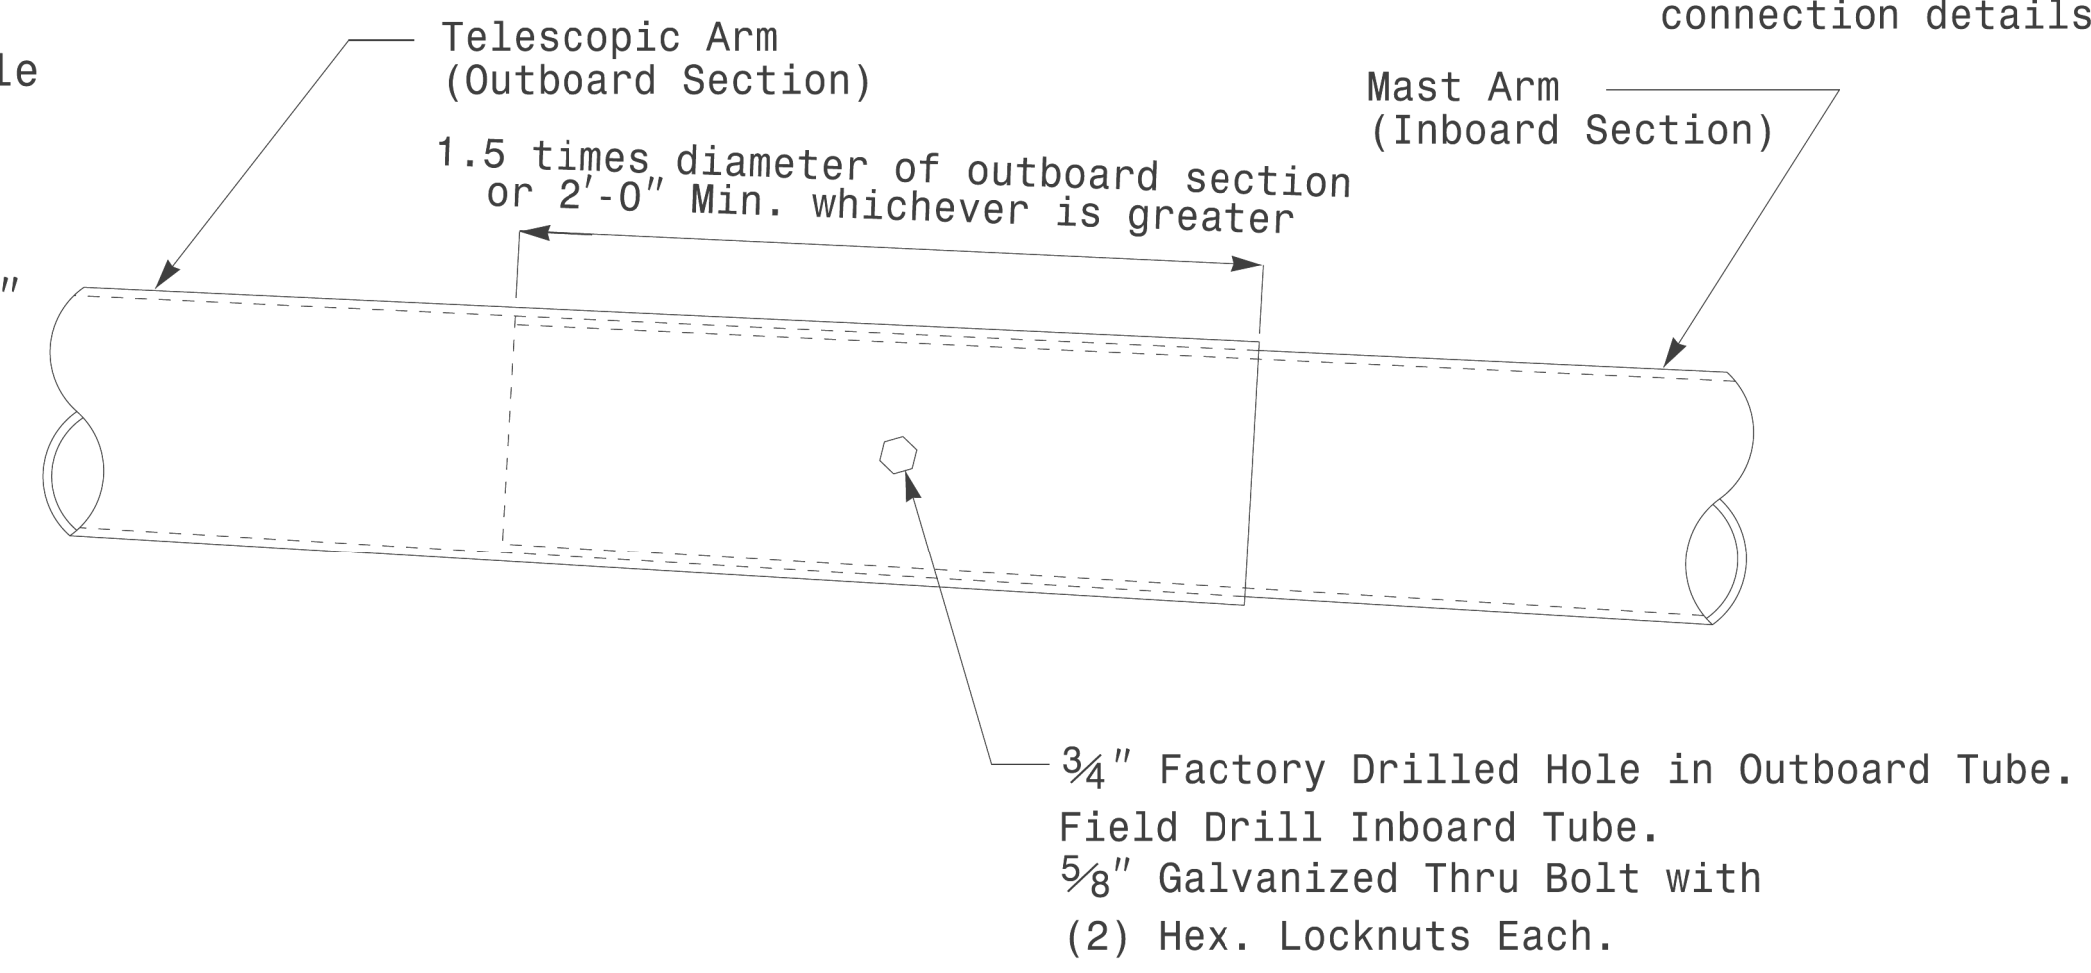 connection details
Telescopic Arm
(Outboard Section)
le
Mast Arm
(Inboard Section)
1.5 times diameter of outboard section
or 2'-0" Min. whichever is greater
"
3/4" Factory Drilled Hole in Outboard Tube.
Field Drill Inboard Tube.
5/8" Galvanized Thru Bolt with
(2) Hex. Locknuts Each.